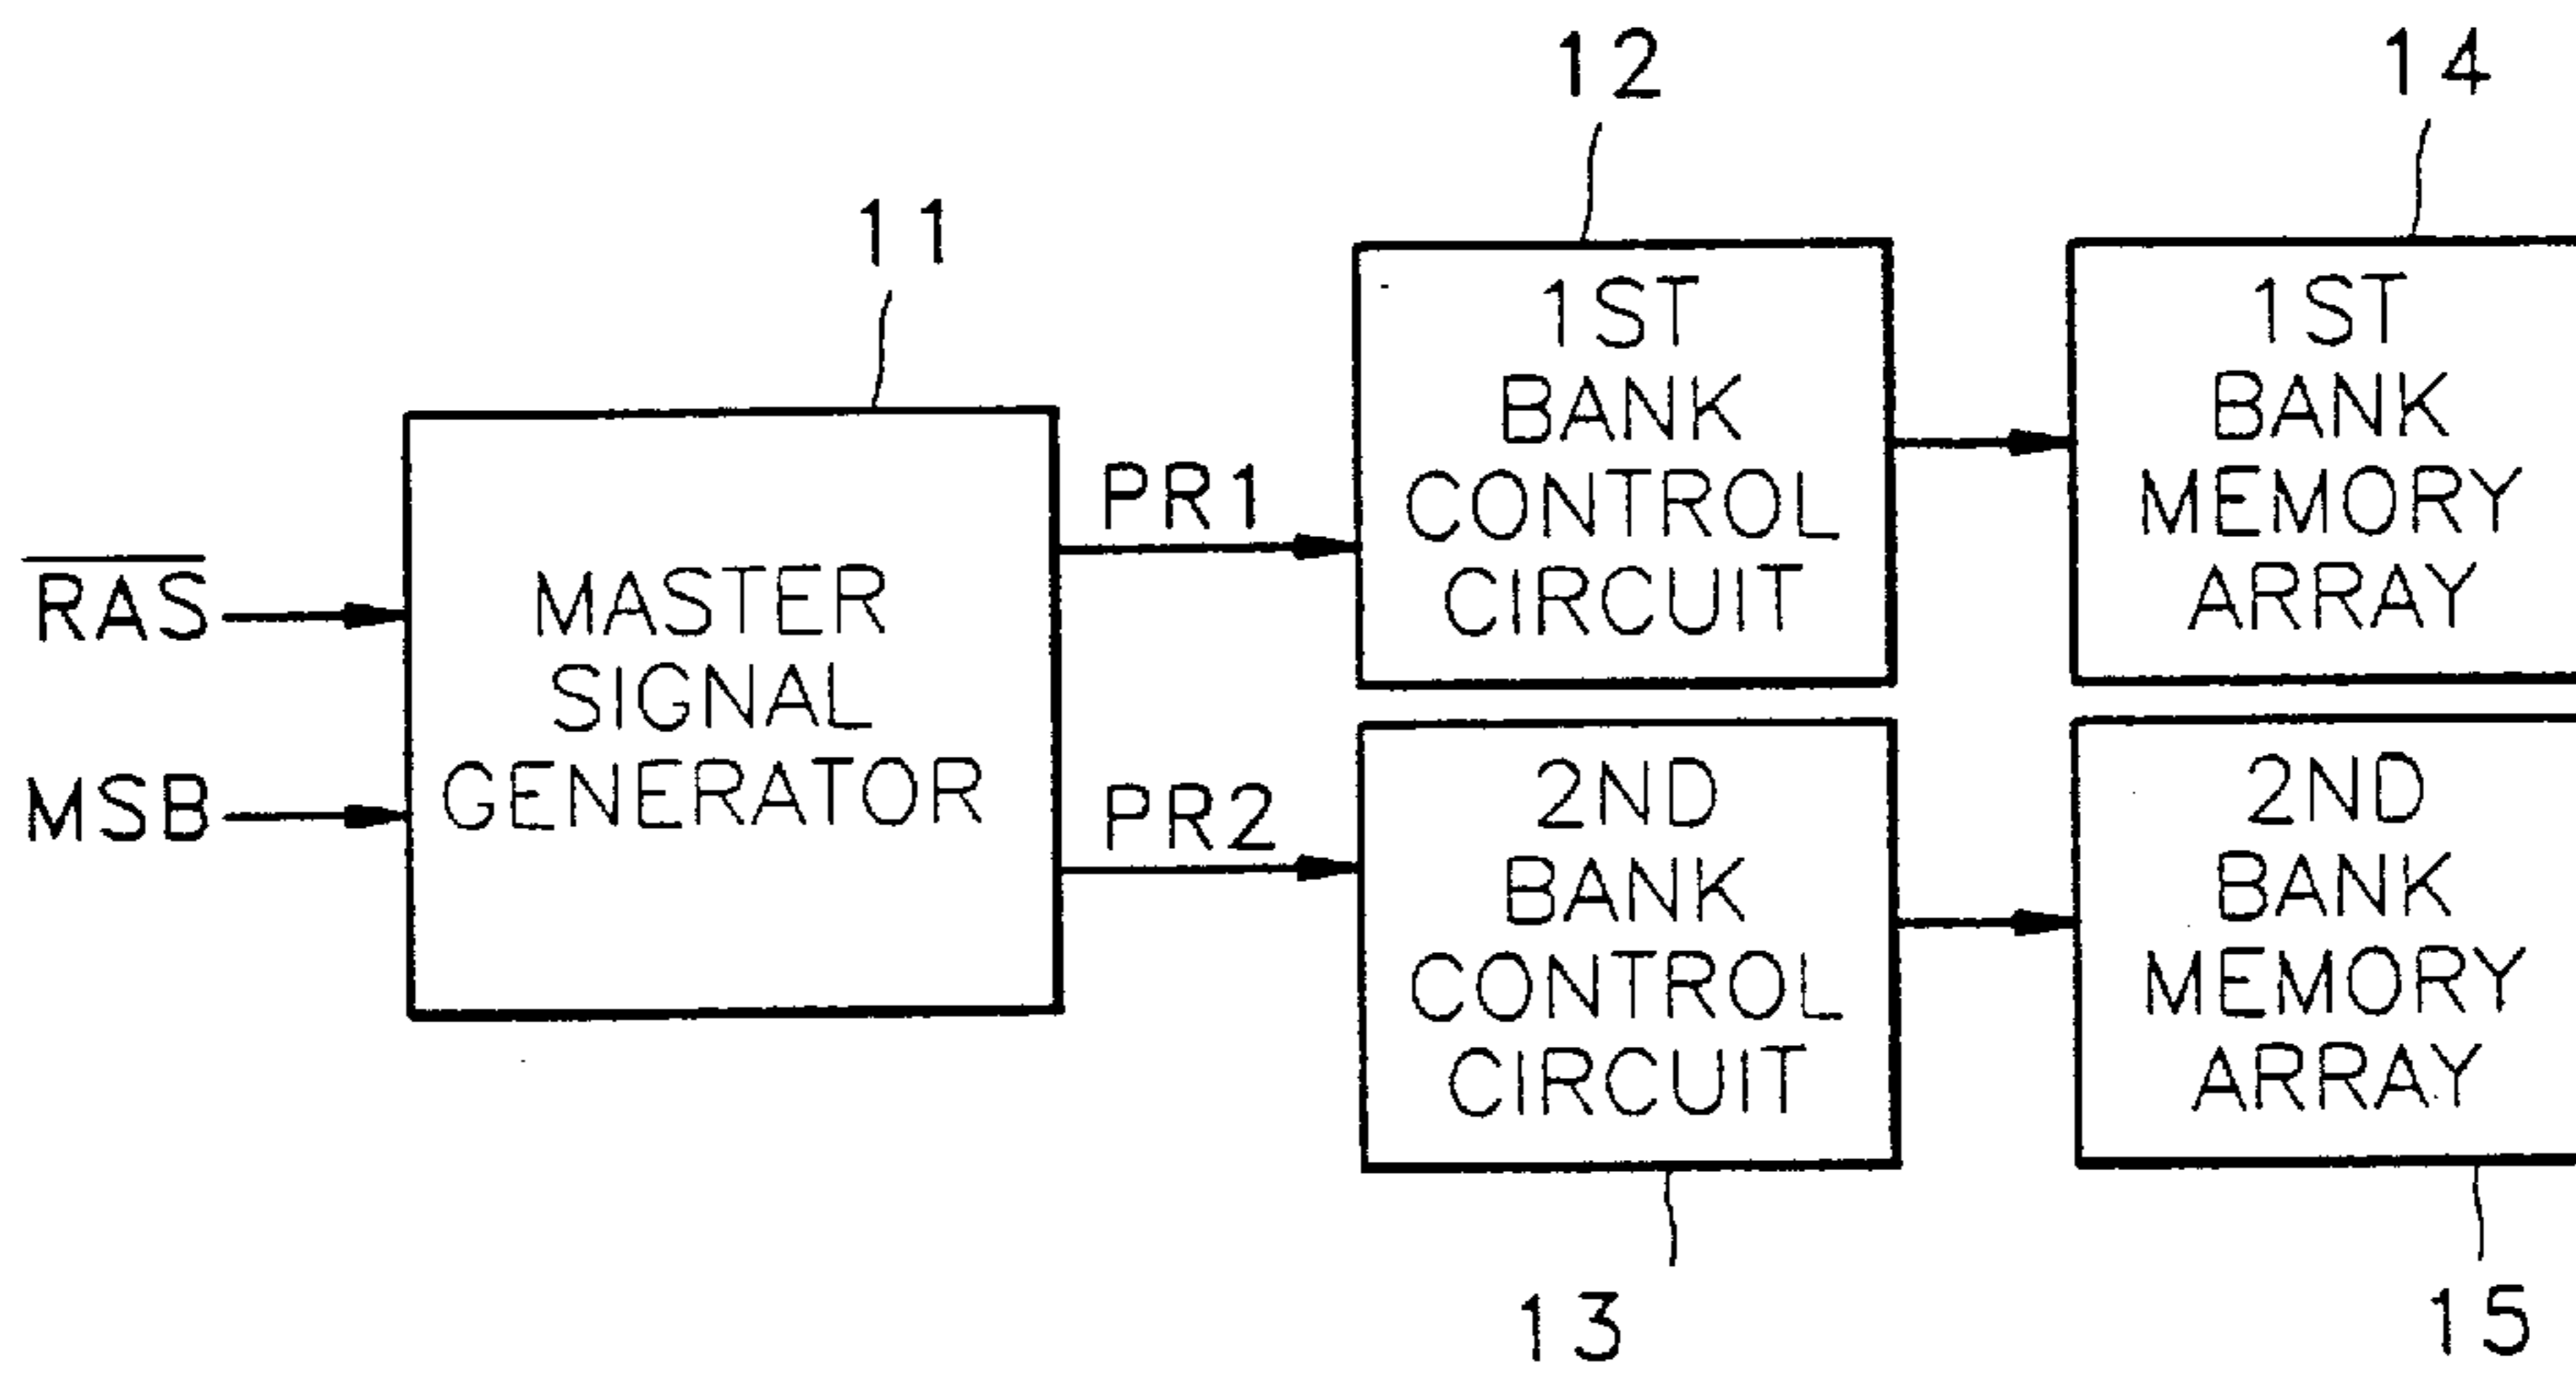 12
14
11
1ST
BANK
CONTROL
CIRCUIT
1ST
BANK
MEMORY
ARRAY
PR1
R̅A̅S̅
MSB
MASTER
SIGNAL
GENERATOR
PR2
2ND
BANK
CONTROL
CIRCUIT
2ND
BANK
MEMORY
ARRAY
13
15